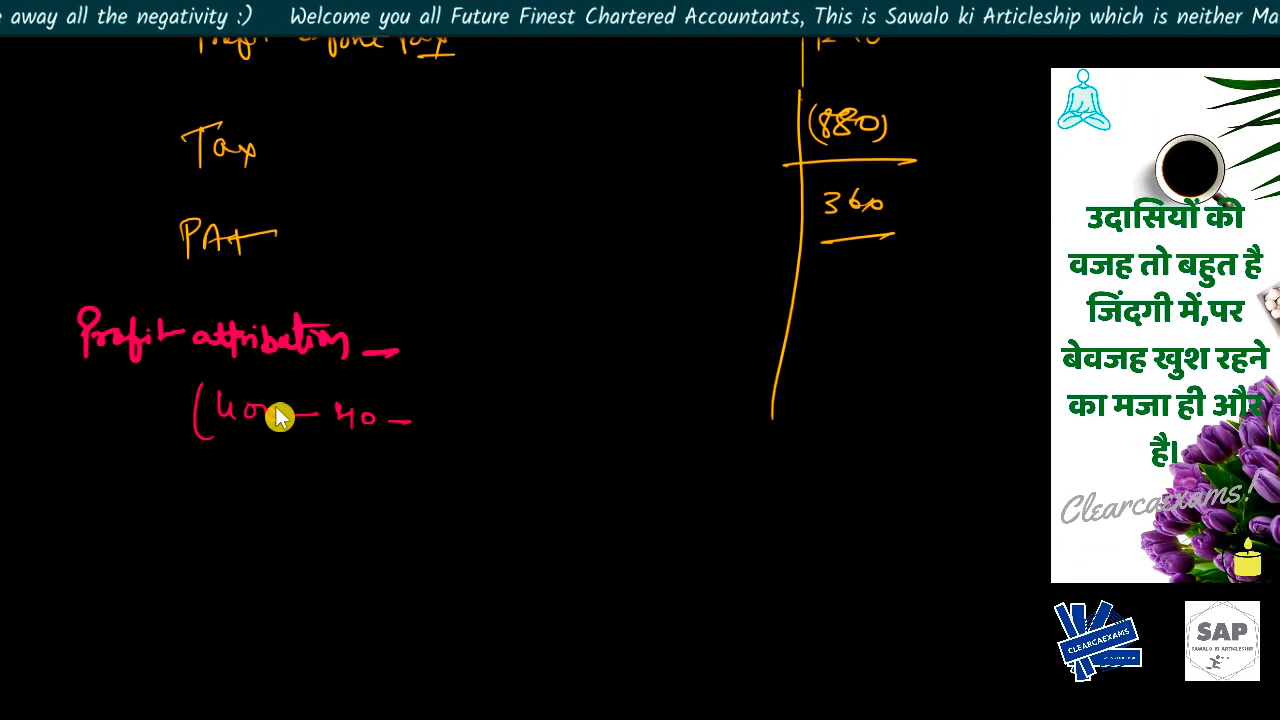 e away all the negativity :) Welcome you all Future Finest Chartered Accountants, This is Sawalo ki Articleship which is neither Ma
Tax
(880)
PAT
360
Profit attribution
(400 - 40 -
उदासियों की
वजह तो बहुत है
जिंदगी में,पर
बेवजह खुश रहने
का मजा ही और
है।
Clearcaexams!
CLEARCAEXAMS
SAP
SAWALO KI ARTICLESHIP